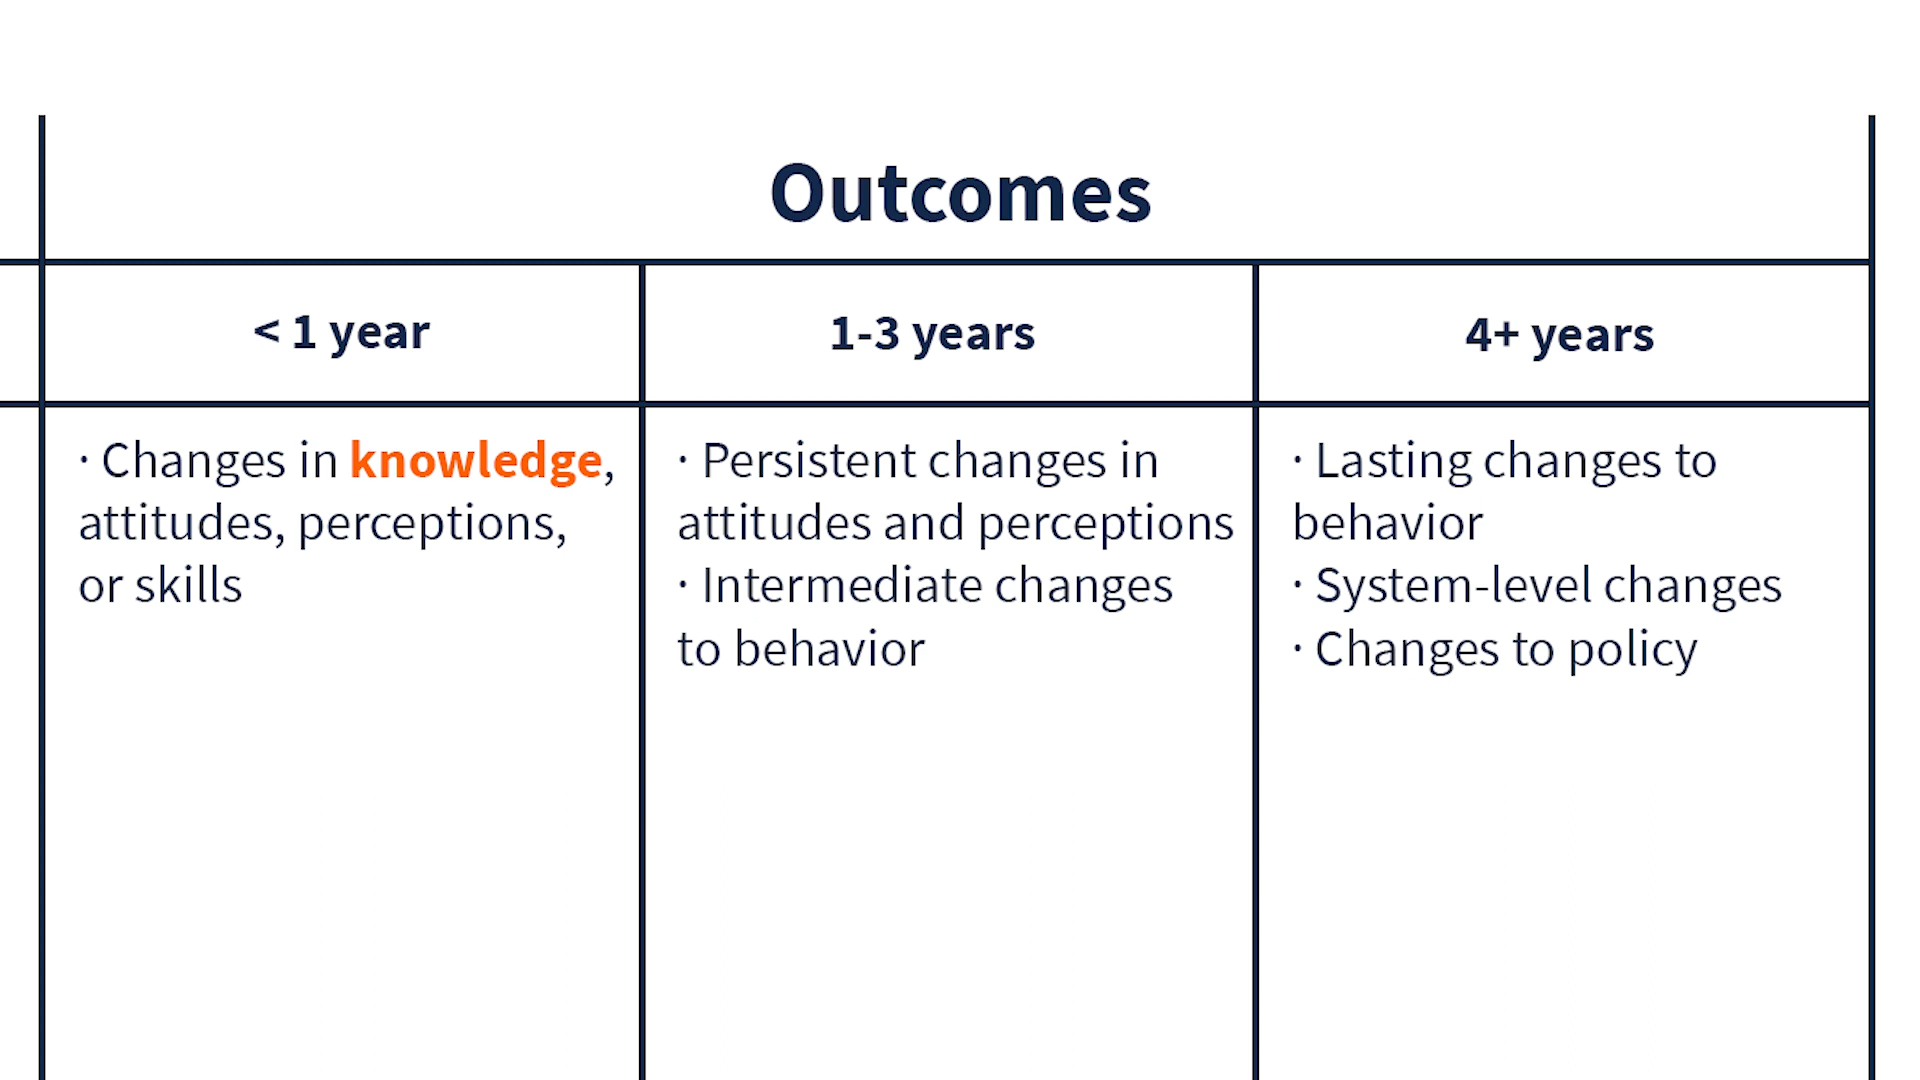 Outcomes
< 1 year
1-3 years
4+ years
· Changes in knowledge,
attitudes, perceptions,
or skills
· Persistent changes in
attitudes and perceptions
· Intermediate changes
to behavior
· Lasting changes to
behavior
· System-level changes
· Changes to policy